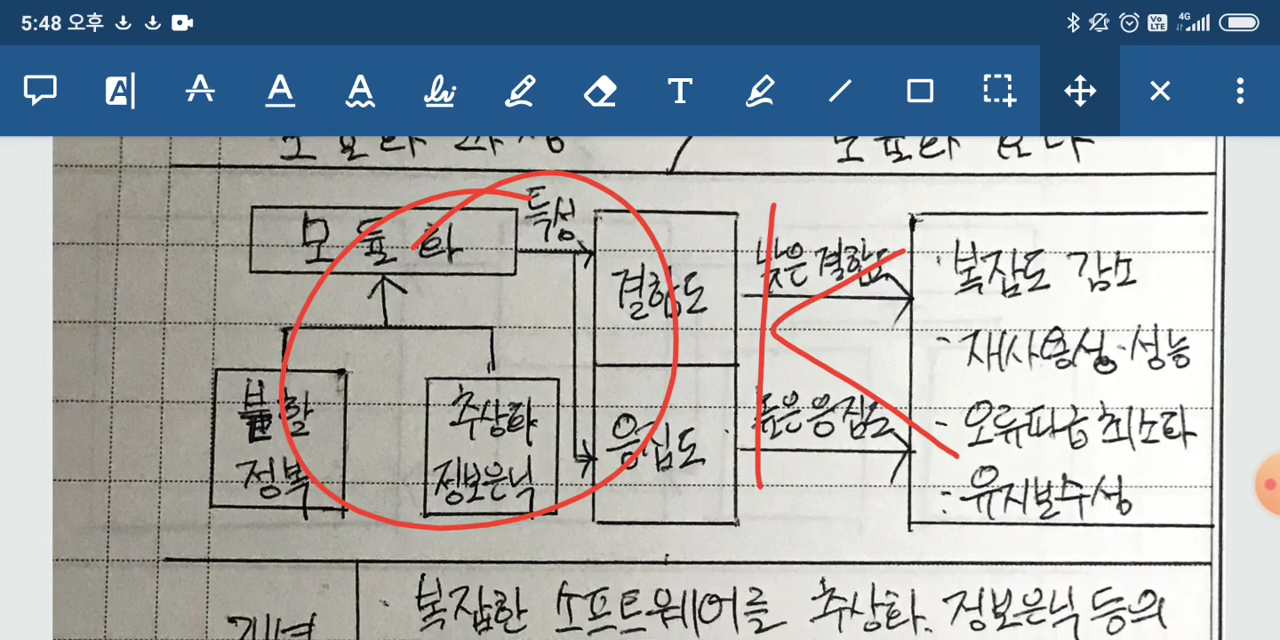 5:48 오후
VoLTE 4G
A A A A T
특성
모듈화
낮은 결합도
결합도
· 복잡도 감소
- 재사용성·성능
분할
정복
추상화
정보은닉
높은 응집도
응집도
- 오류파급 최소화
- 유지보수성
OK
개념
· 복잡한 소프트웨어를 추상화, 정보은닉 등의